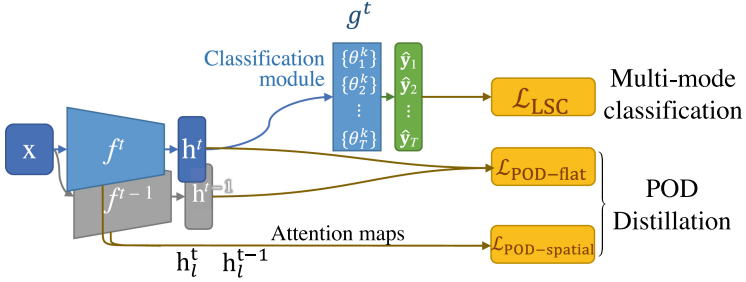 g^t
Classification
module
{θ_1^k}
{θ_2^k}
⋮
{θ_T^k}
ŷ_1
ŷ_2
⋮
ŷ_T
ℒ_LSC
Multi-mode
classification
x
f^t
h^t
f^{t-1}
h^{t-1}
ℒ_POD-flat
POD
Distillation
Attention maps
ℒ_POD-spatial
h_l^t h_l^{t-1}